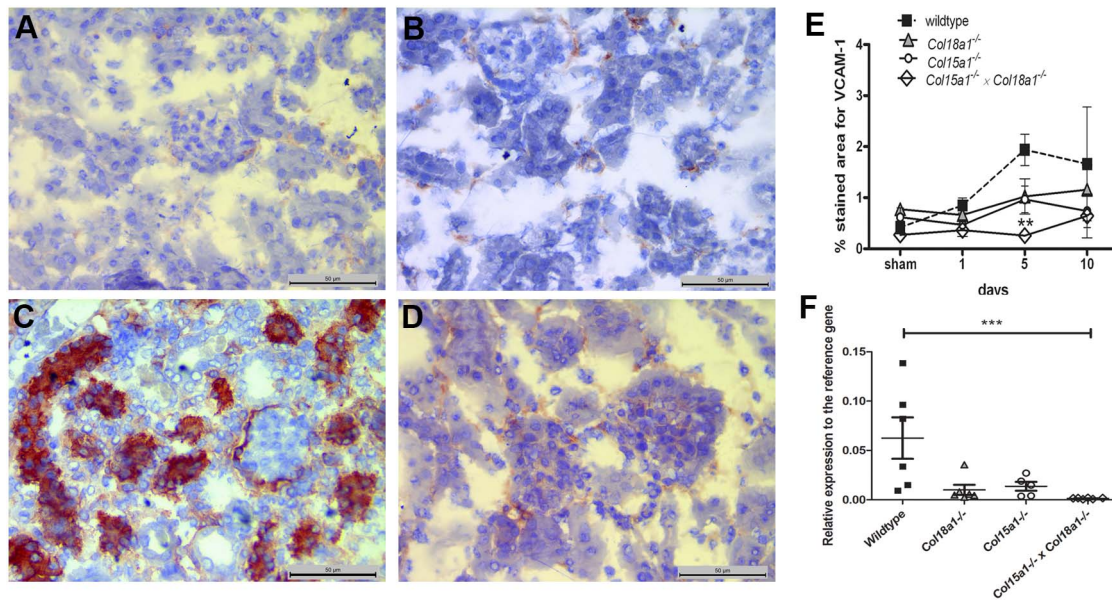 A
50 µm
B
50 µm
C
50 µm
D
50 µm
E
wildtype
Col18a1-/-
Col15a1-/-
Col15a1-/- x Col18a1-/-
% stained area for VCAM-1
4
3
2
1
0
**
sham 1 5 10
days
F
Relative expression to the reference gene
***
0.15
0.10
0.05
0.00
Wildtype
Col18a1-/-
Col15a1-/-
Col15a1-/- x Col18a1-/-